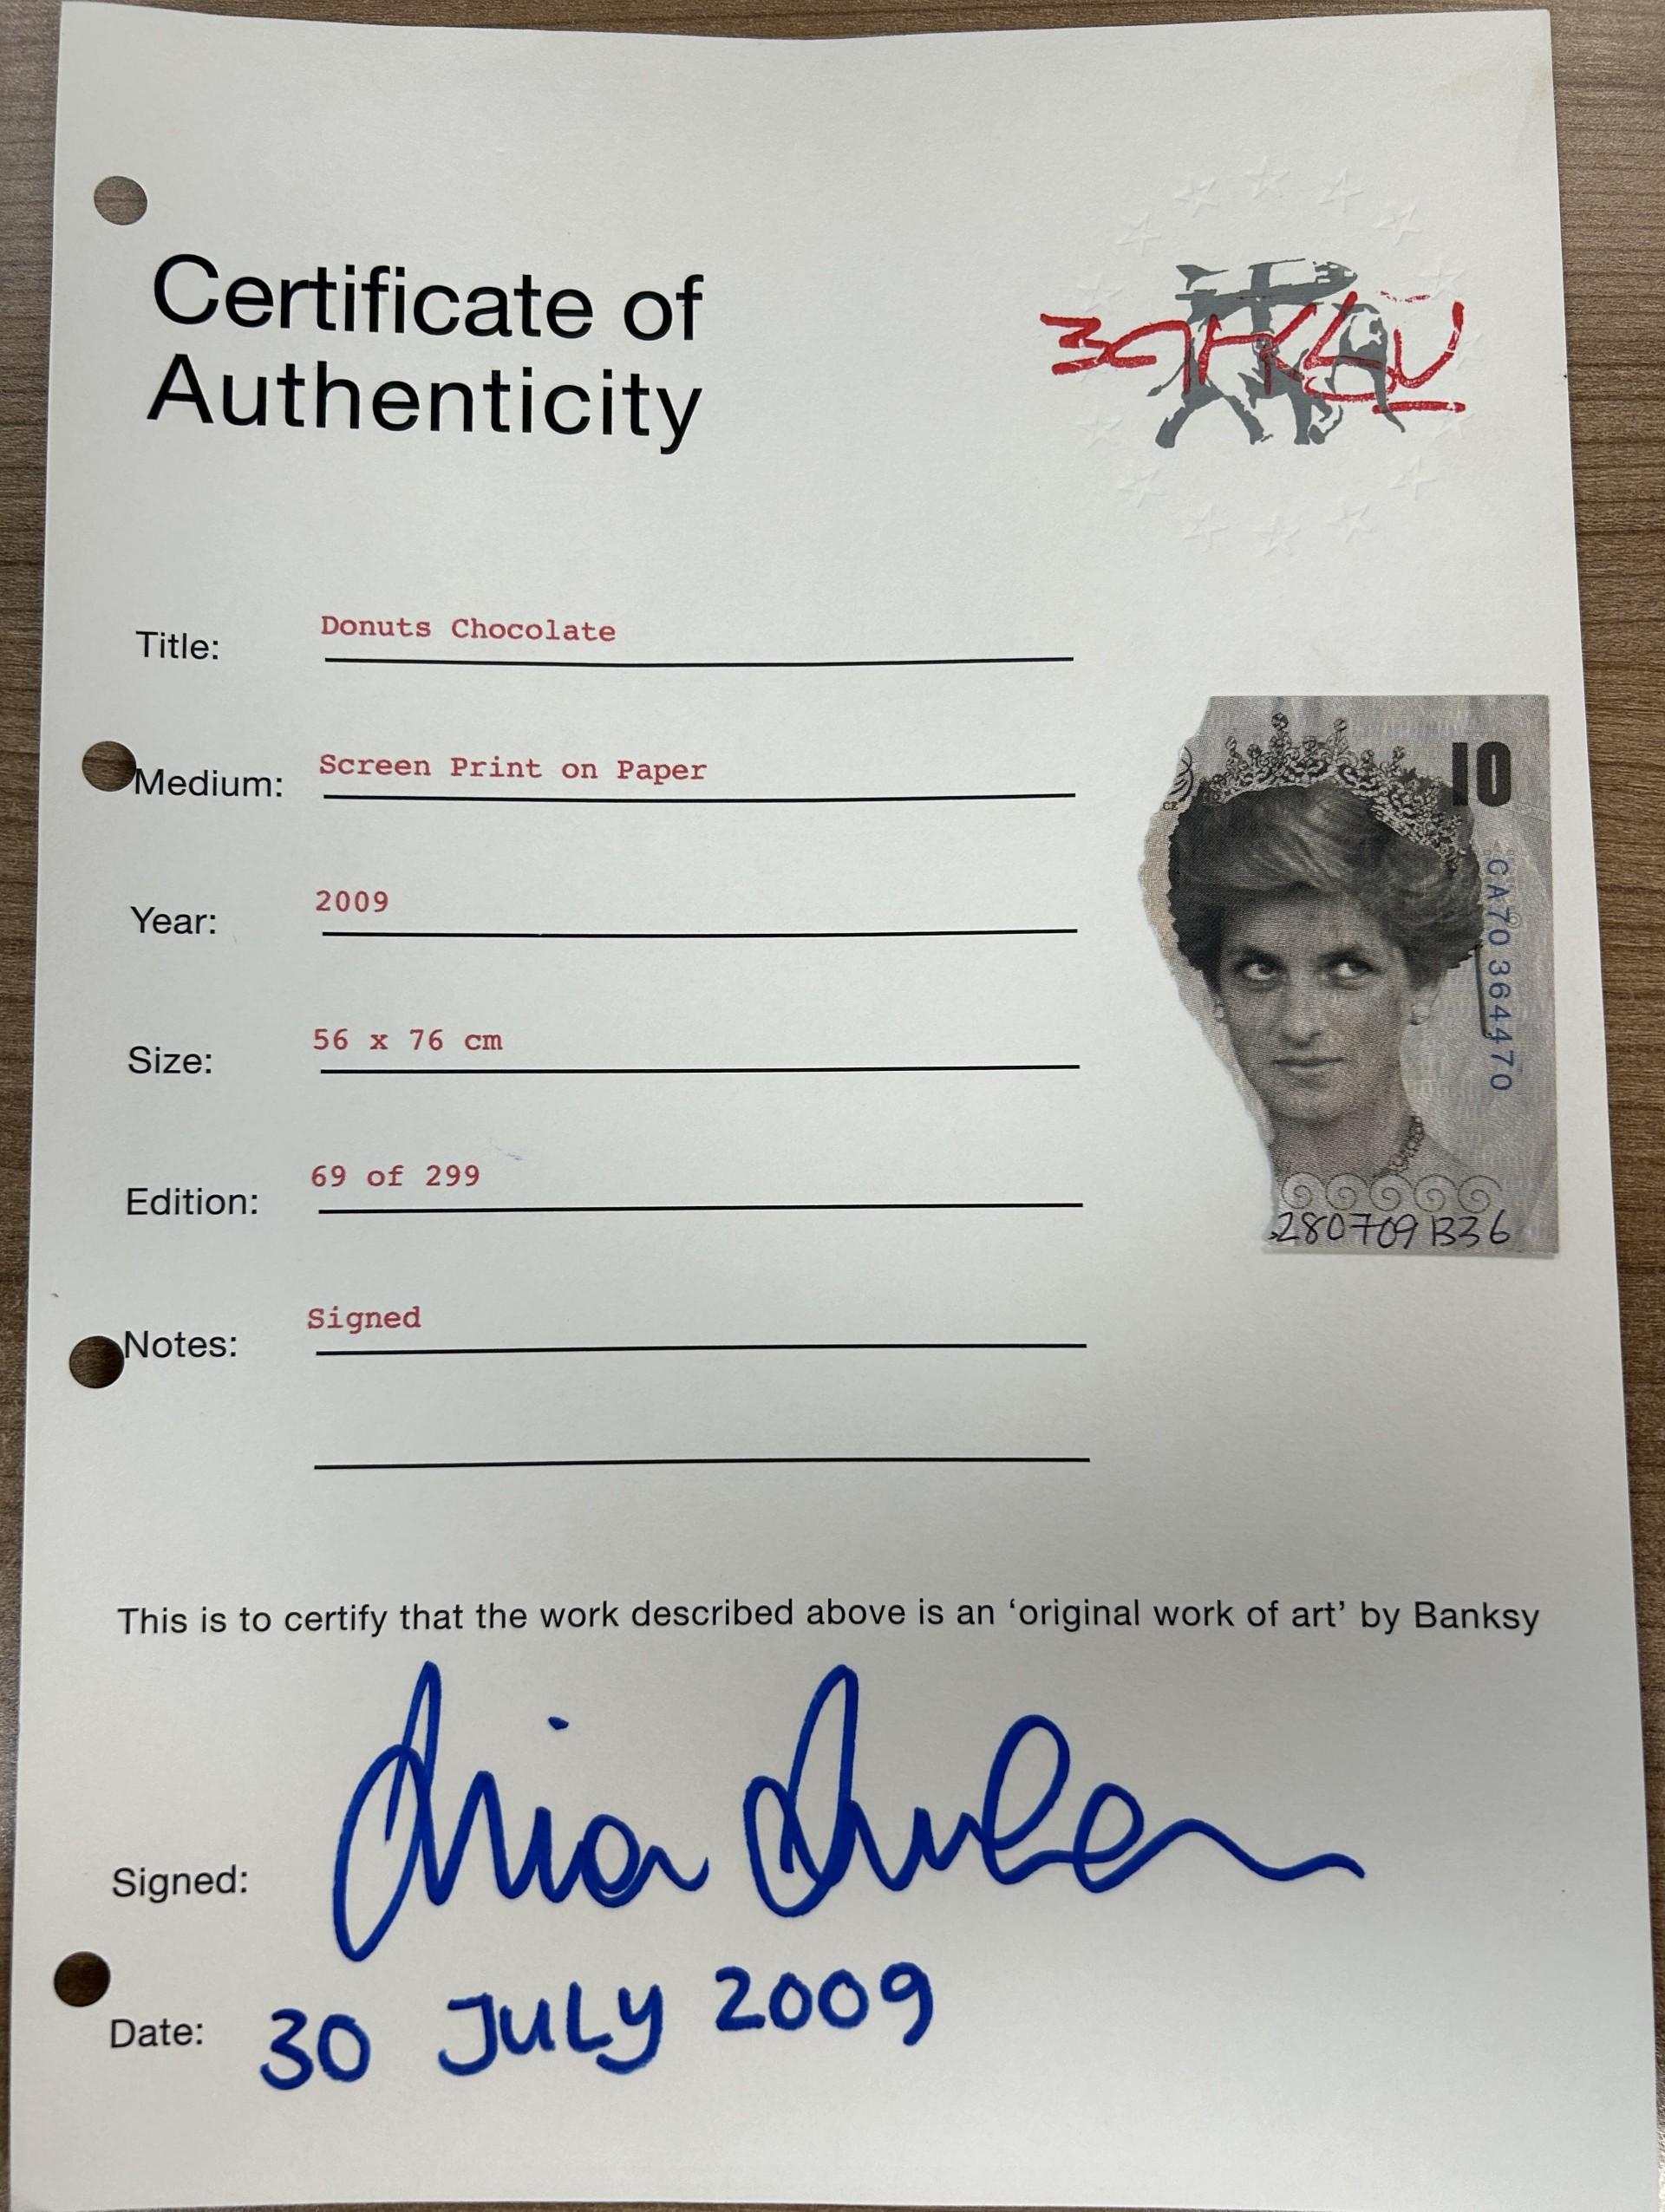 Certificate of
Authenticity
BANKSY
Title: Donuts Chocolate
Medium: Screen Print on Paper
Year: 2009
Size: 56 x 76 cm
Edition: 69 of 299
Notes: Signed
10
CA70 364470
280709B36
This is to certify that the work described above is an ‘original work of art’ by Banksy
Signed:
Date: 30 JULY 2009